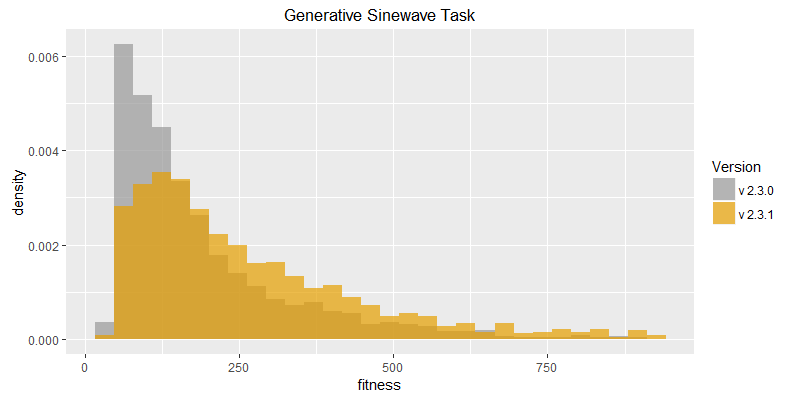 Generative Sinewave Task
0.006
0.004
0.002
0.000
density
0
250
500
750
fitness
Version
v 2.3.0
v 2.3.1